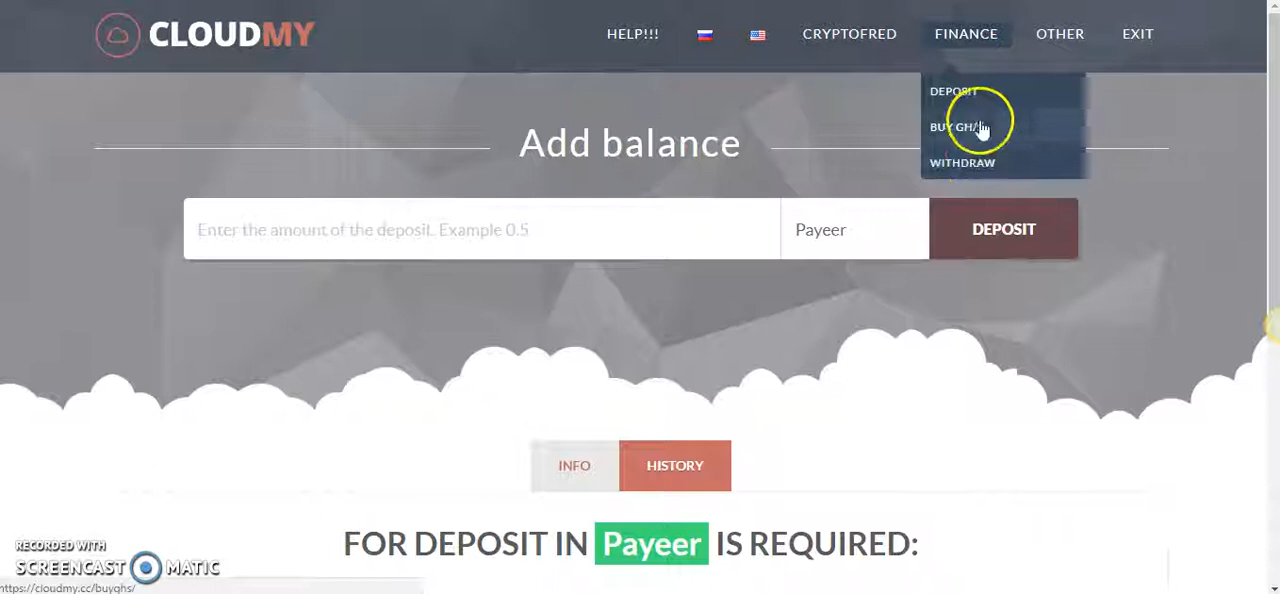 CLOUDMY
HELP!!!
CRYPTOFRED
FINANCE
OTHER
EXIT
DEPOSIT
BUY GH/S
WITHDRAW
Add balance
Enter the amount of the deposit. Example 0.5
Payeer
DEPOSIT
INFO
HISTORY
FOR DEPOSIT IN Payeer IS REQUIRED:
RECORDED WITH
SCREENCAST MATIC
https://cloudmy.cc/buyghs/